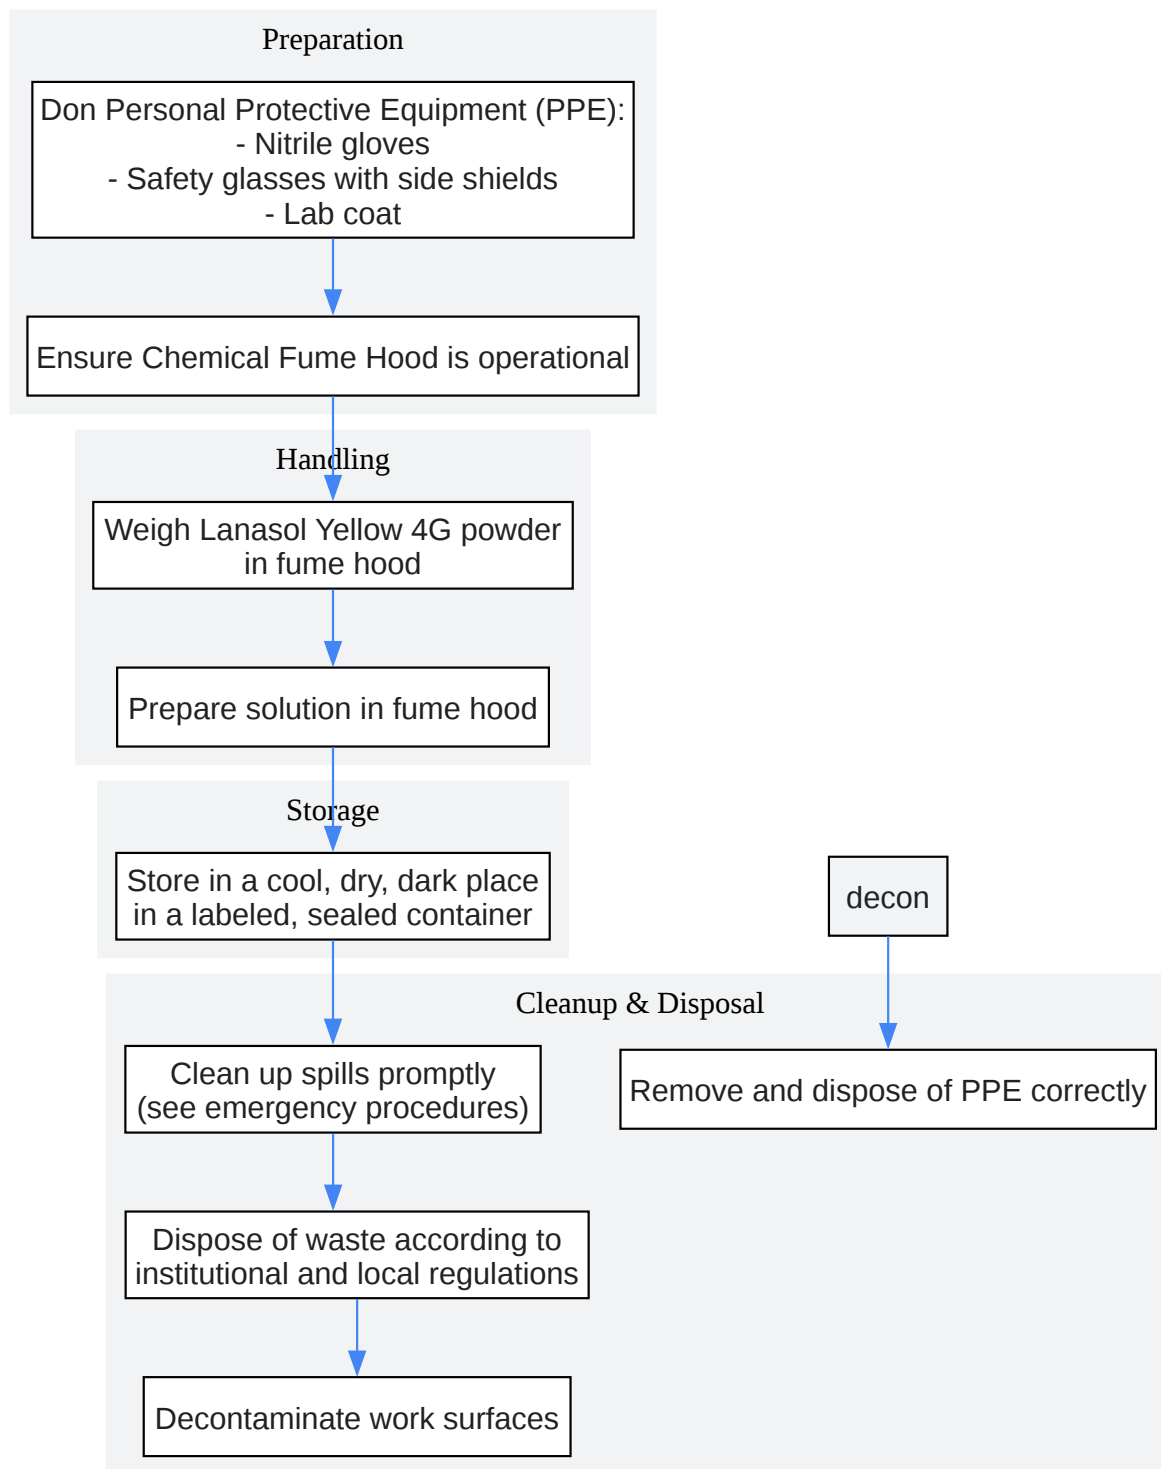 Preparation
Don Personal Protective Equipment (PPE):
- Nitrile gloves
- Safety glasses with side shields
- Lab coat
Ensure Chemical Fume Hood is operational
Handling
Weigh Lanasol Yellow 4G powder
in fume hood
Prepare solution in fume hood
Storage
Store in a cool, dry, dark place
in a labeled, sealed container
decon
Cleanup & Disposal
Clean up spills promptly
(see emergency procedures)
Remove and dispose of PPE correctly
Dispose of waste according to
institutional and local regulations
Decontaminate work surfaces